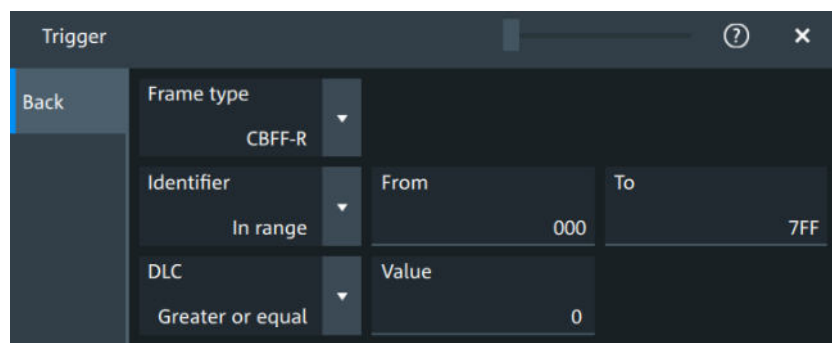 Trigger
?
×
Back
Frame type
CBFF-R
Identifier
In range
From
000
To
7FF
DLC
Greater or equal
Value
0